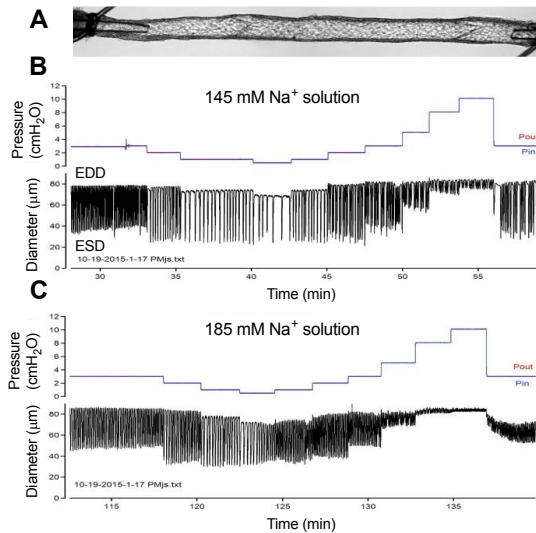 A
B
145 mM Na⁺ solution
Pressure
(cmH₂O)
12
10
8
6
4
2
0
Pout
Pin
Diameter (µm)
80
60
40
20
0
EDD
ESD
10-19-2015-1-17 PMjs.txt
30 35 40 45 50 55
Time (min)
C
185 mM Na⁺ solution
Pressure
(cmH₂O)
12
10
8
6
4
2
0
Pout
Pin
Diameter (µm)
80
60
40
20
0
10-19-2015-1-17 PMjs.txt
115 120 125 130 135
Time (min)